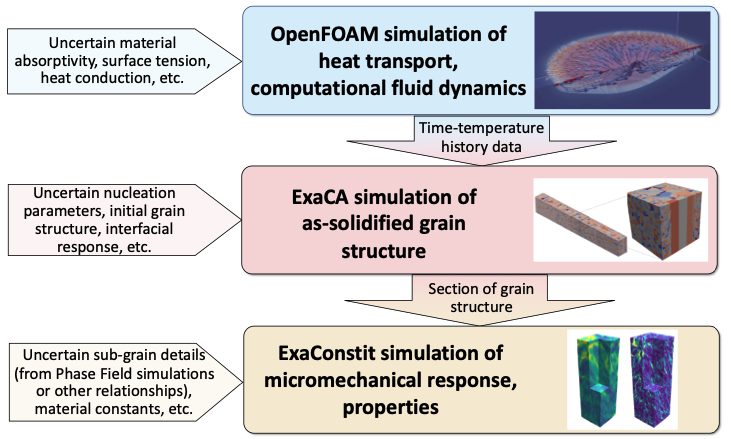 Uncertain material
absorptivity, surface tension,
heat conduction, etc.
OpenFOAM simulation of
heat transport,
computational fluid dynamics
Time-temperature
history data
Uncertain nucleation
parameters, initial grain
structure, interfacial
response, etc.
ExaCA simulation of
as-solidified grain
structure
Section of grain
structure
Uncertain sub-grain details
(from Phase Field simulations
or other relationships),
material constants, etc.
ExaConstit simulation of
micromechanical response,
properties